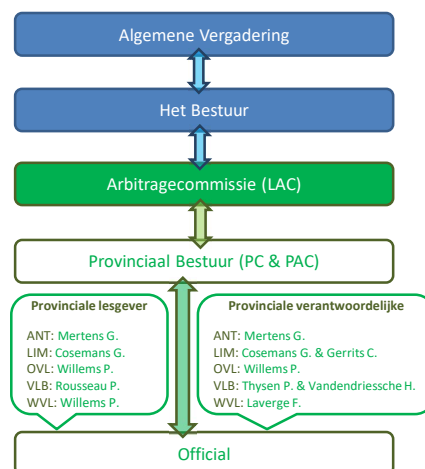 Algemene Vergadering
Het Bestuur
Arbitragecommissie (LAC)
Provinciaal Bestuur (PC & PAC)
Provinciale lesgever
ANT: Mertens G.
LIM: Cosemans G.
OVL: Willems P.
VLB: Rousseau P.
WVL: Willems P.
Provinciale verantwoordelijke
ANT: Mertens G.
LIM: Cosemans G. & Gerrits C.
OVL: Willems P.
VLB: Thysen P. & Vandendriessche H.
WVL: Laverge F.
Official